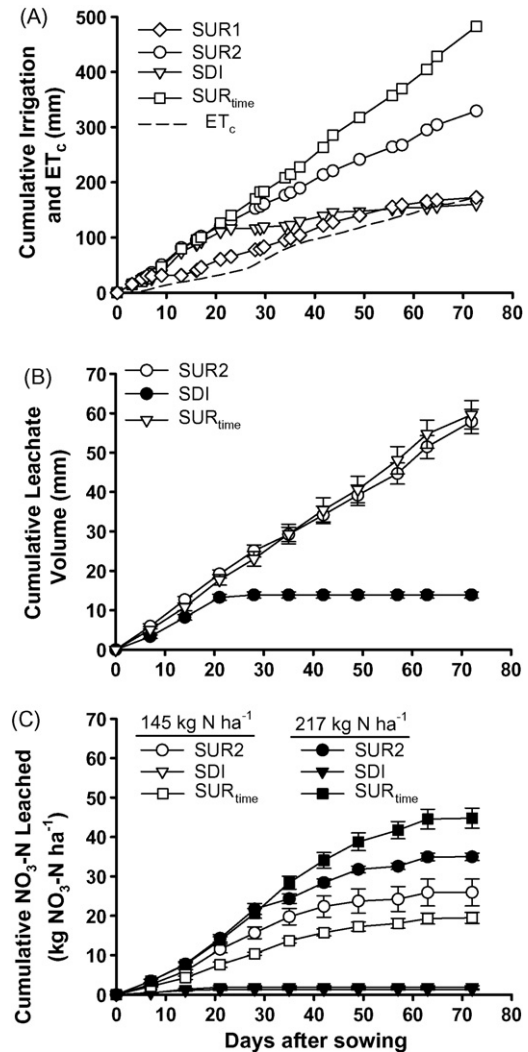 (A)
500
400
300
200
100
0
Cumulative Irrigation
and ETc (mm)
SUR1
SUR2
SDI
SURtime
ETc
0 10 20 30 40 50 60 70 80
(B)
70
60
50
40
30
20
10
0
Cumulative Leachate
Volume (mm)
SUR2
SDI
SURtime
0 10 20 30 40 50 60 70 80
(C)
70
60
50
40
30
20
10
0
Cumulative NO3-N Leached
(kg NO3-N ha-1)
145 kg N ha-1 217 kg N ha-1
SUR2 SUR2
SDI SDI
SURtime SURtime
0 10 20 30 40 50 60 70 80
Days after sowing